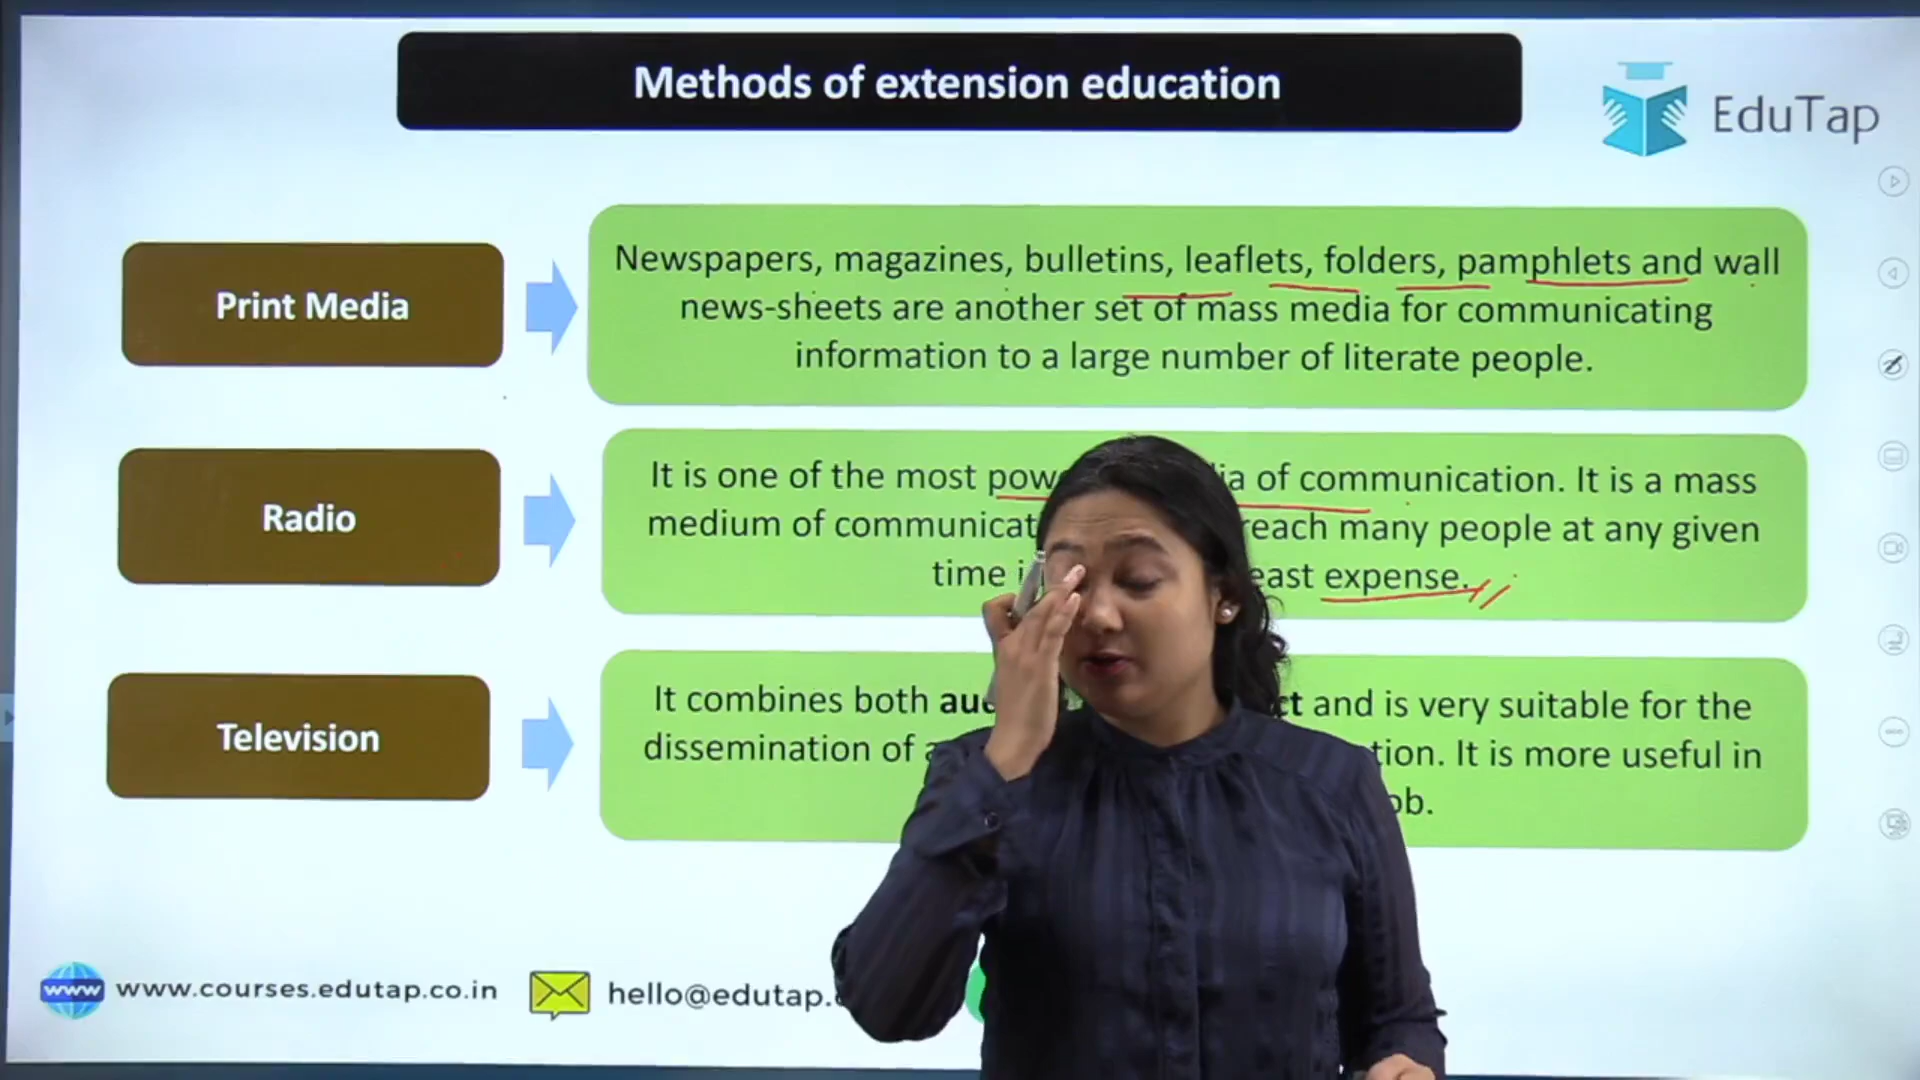 Methods of extension education
EduTap
Print Media
Newspapers, magazines, bulletins, leaflets, folders, pamphlets and wall
news-sheets are another set of mass media for communicating
information to a large number of literate people.
Radio
It is one of the most of communication. It is a mass
medium of many people at any given
time expense.
Television
It combines both and is very suitable for the
dissemination of It is more useful in
www
www.courses.edutap.co.in
hello@edutap.